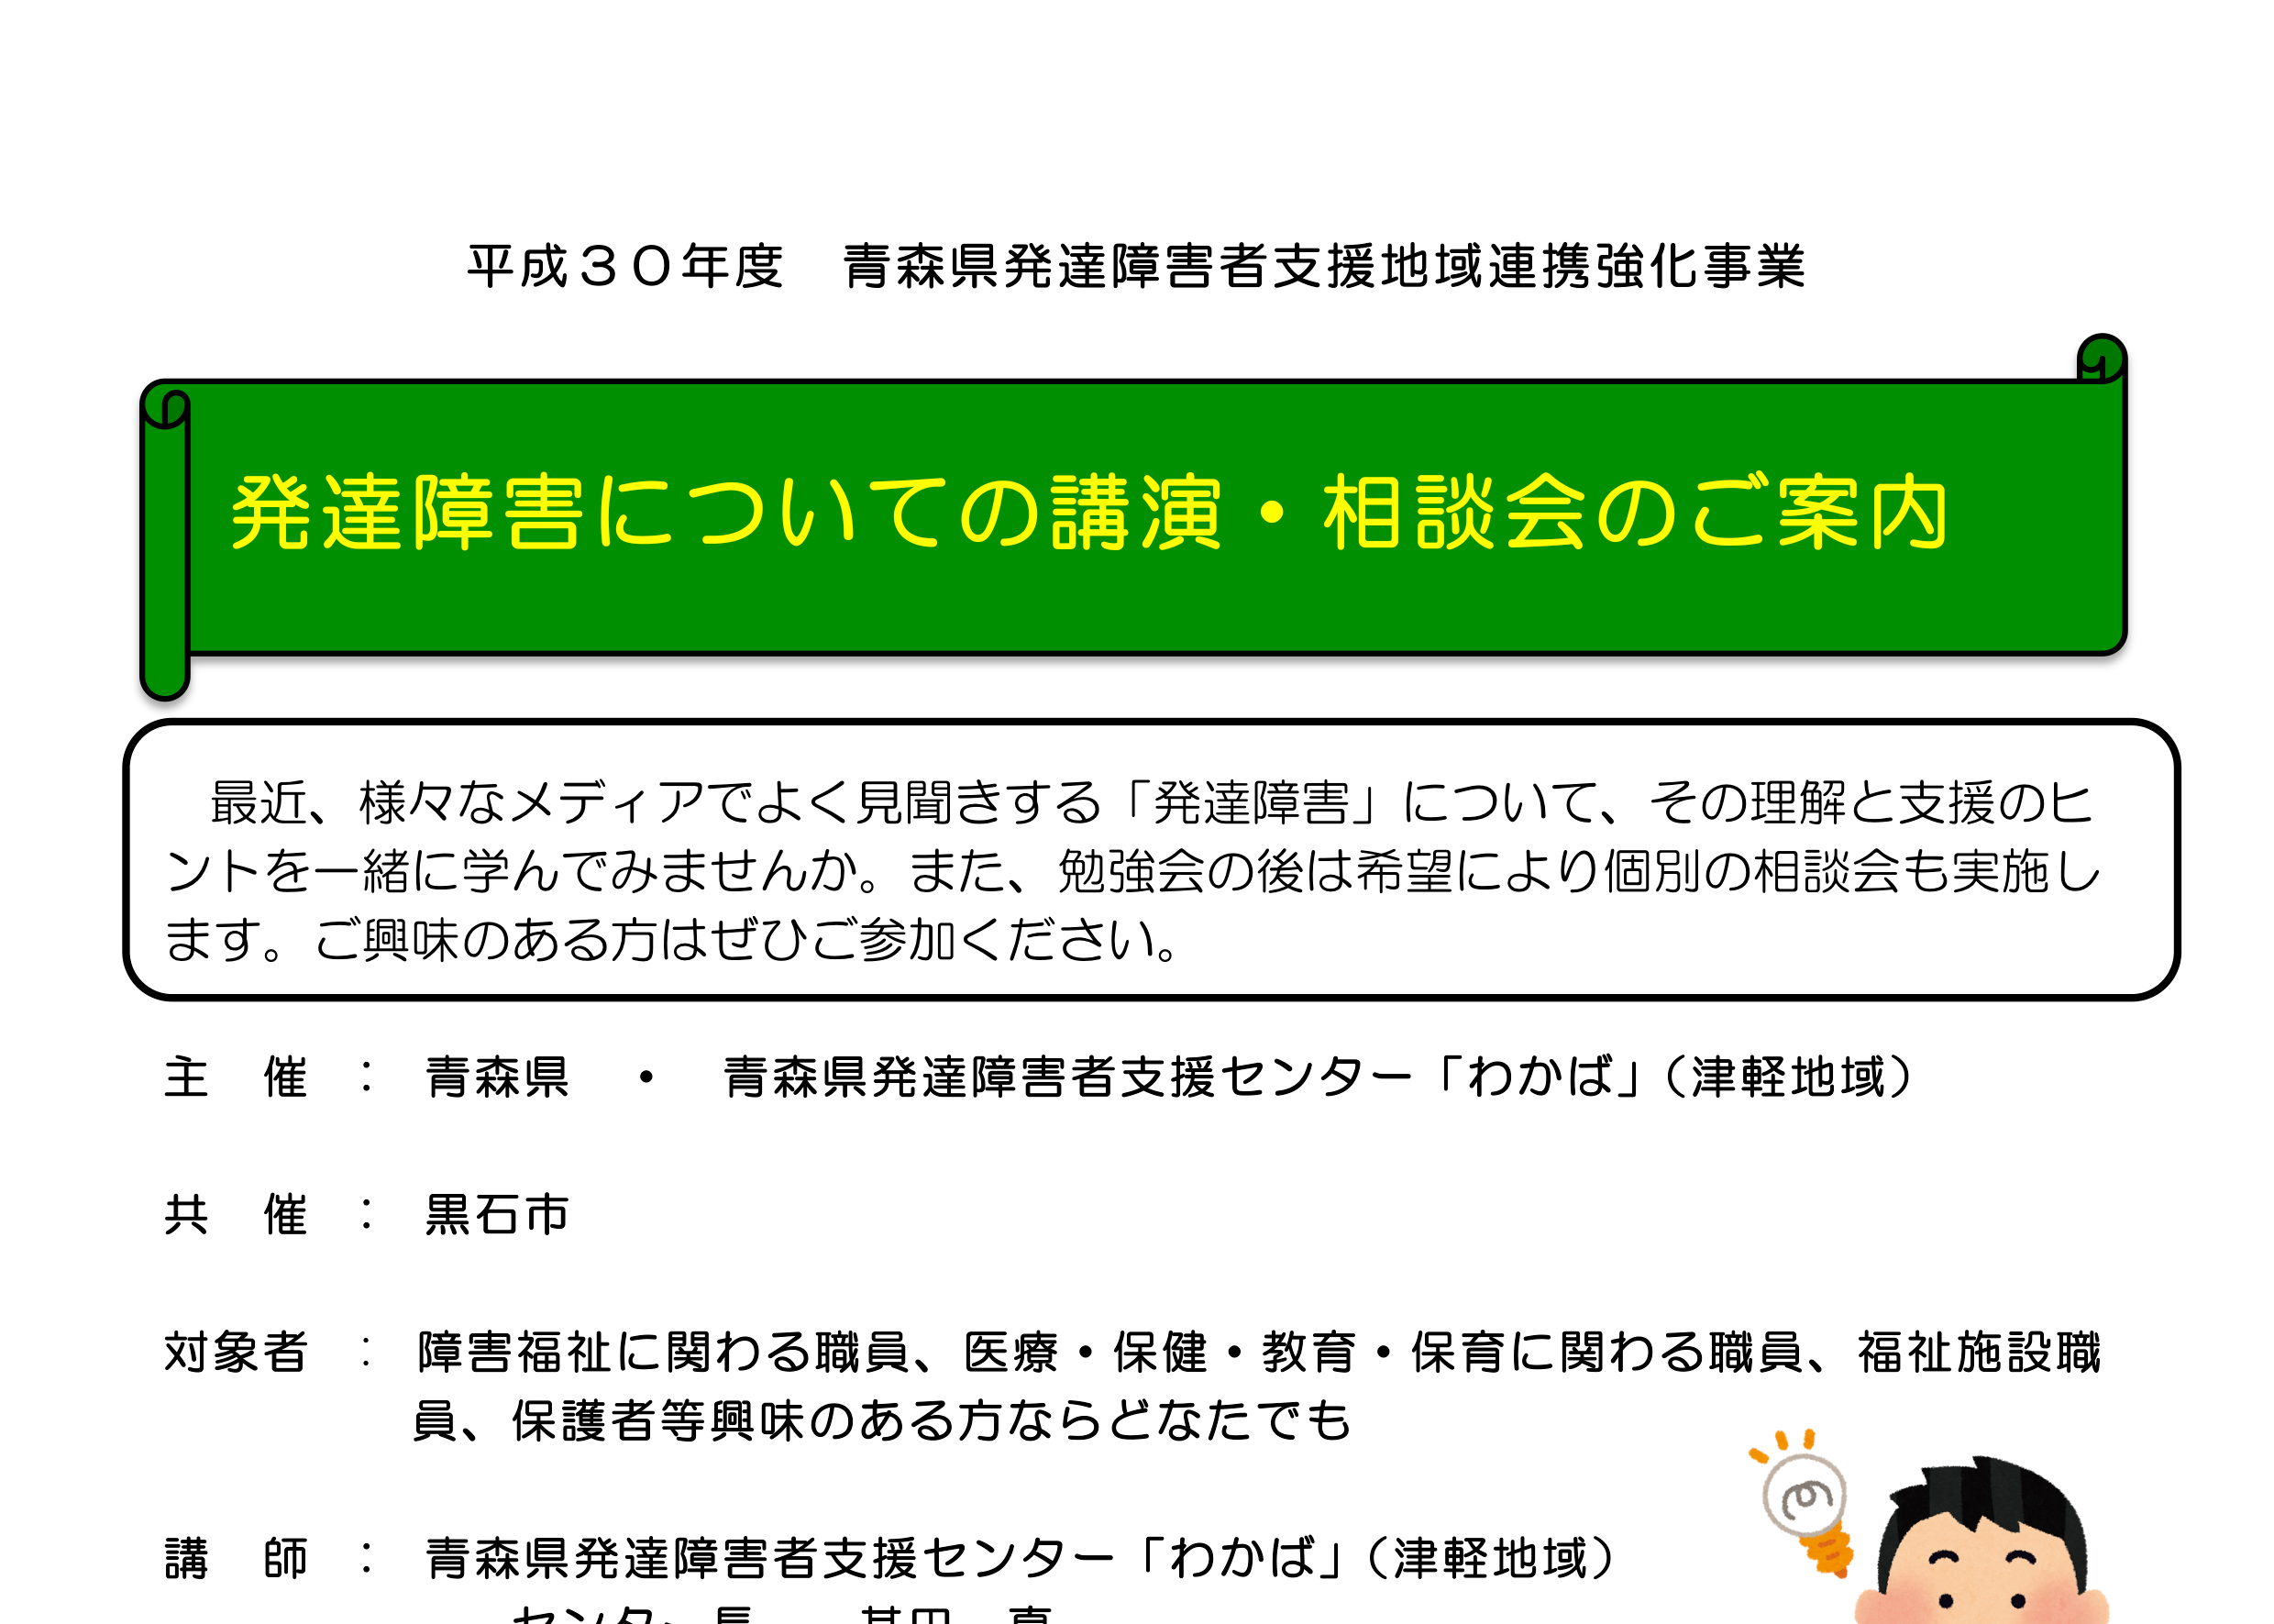 平成３０年度　青森県発達障害者支援地域連携強化事業
発達障害についての講演・相談会のご案内
最近、様々なメディアでよく見聞きする「発達障害」について、その理解と支援のヒ
ントを一緒に学んでみませんか。また、勉強会の後は希望により個別の相談会も実施し
ます。ご興味のある方はぜひご参加ください。
主　催　：　青森県　・　青森県発達障害者支援センター「わかば」（津軽地域）
共　催　：　黒石市
対象者　：　障害福祉に関わる職員、医療・保健・教育・保育に関わる職員、福祉施設職
員、保護者等興味のある方ならどなたでも
講　師　：　青森県発達障害者支援センター「わかば」（津軽地域）
センター長